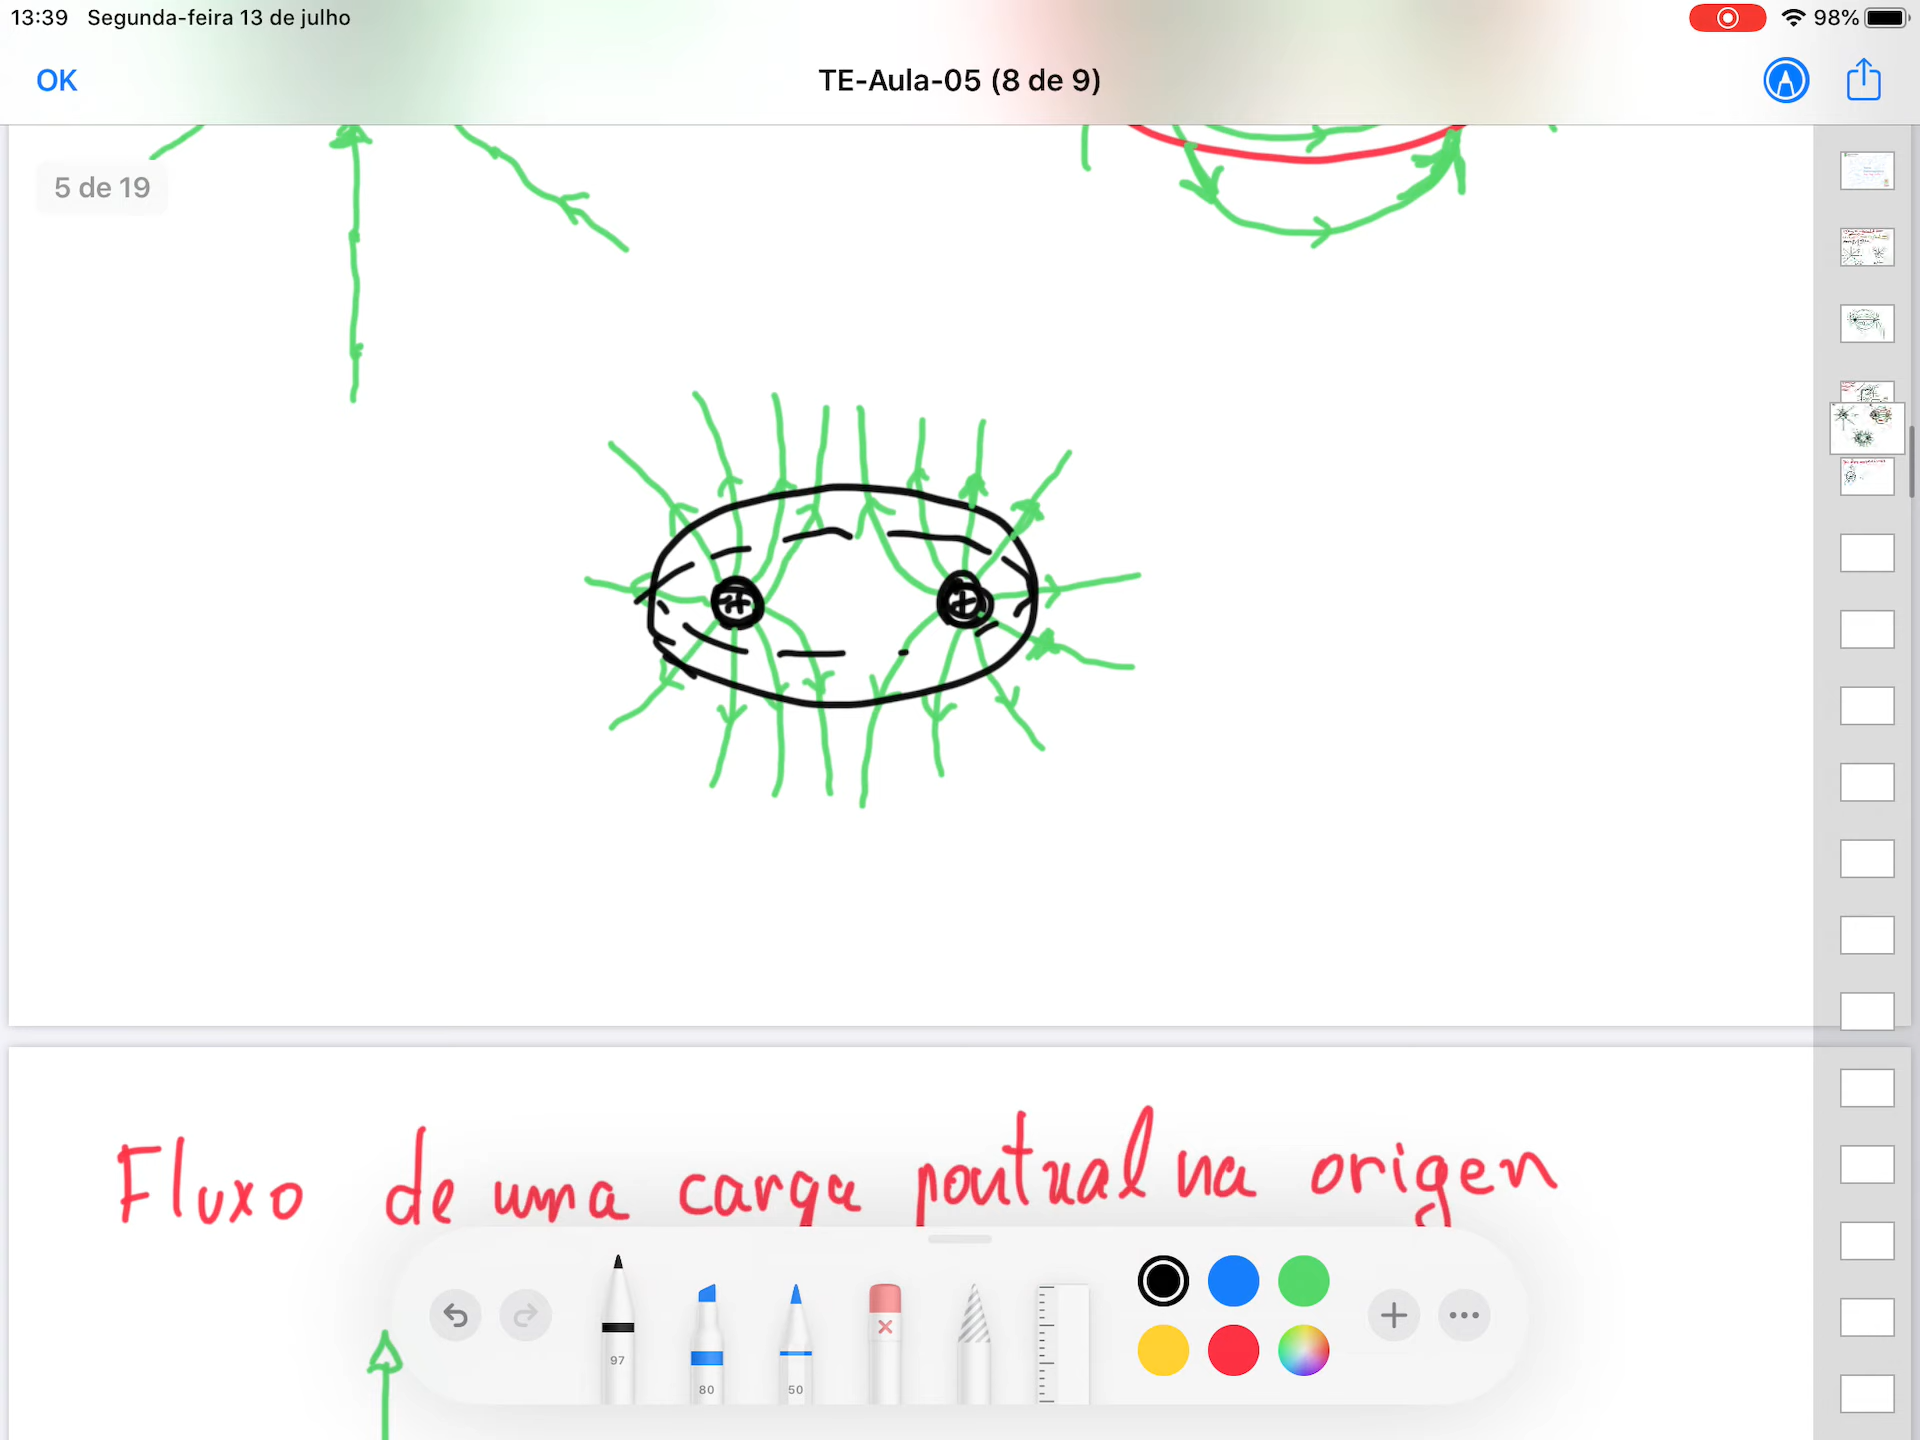 13:39 Segunda-feira 13 de julho 98%
OK TE-Aula-05 (8 de 9)
5 de 19
+ +
Fluxo de uma carga pontual na origen
97 80 50